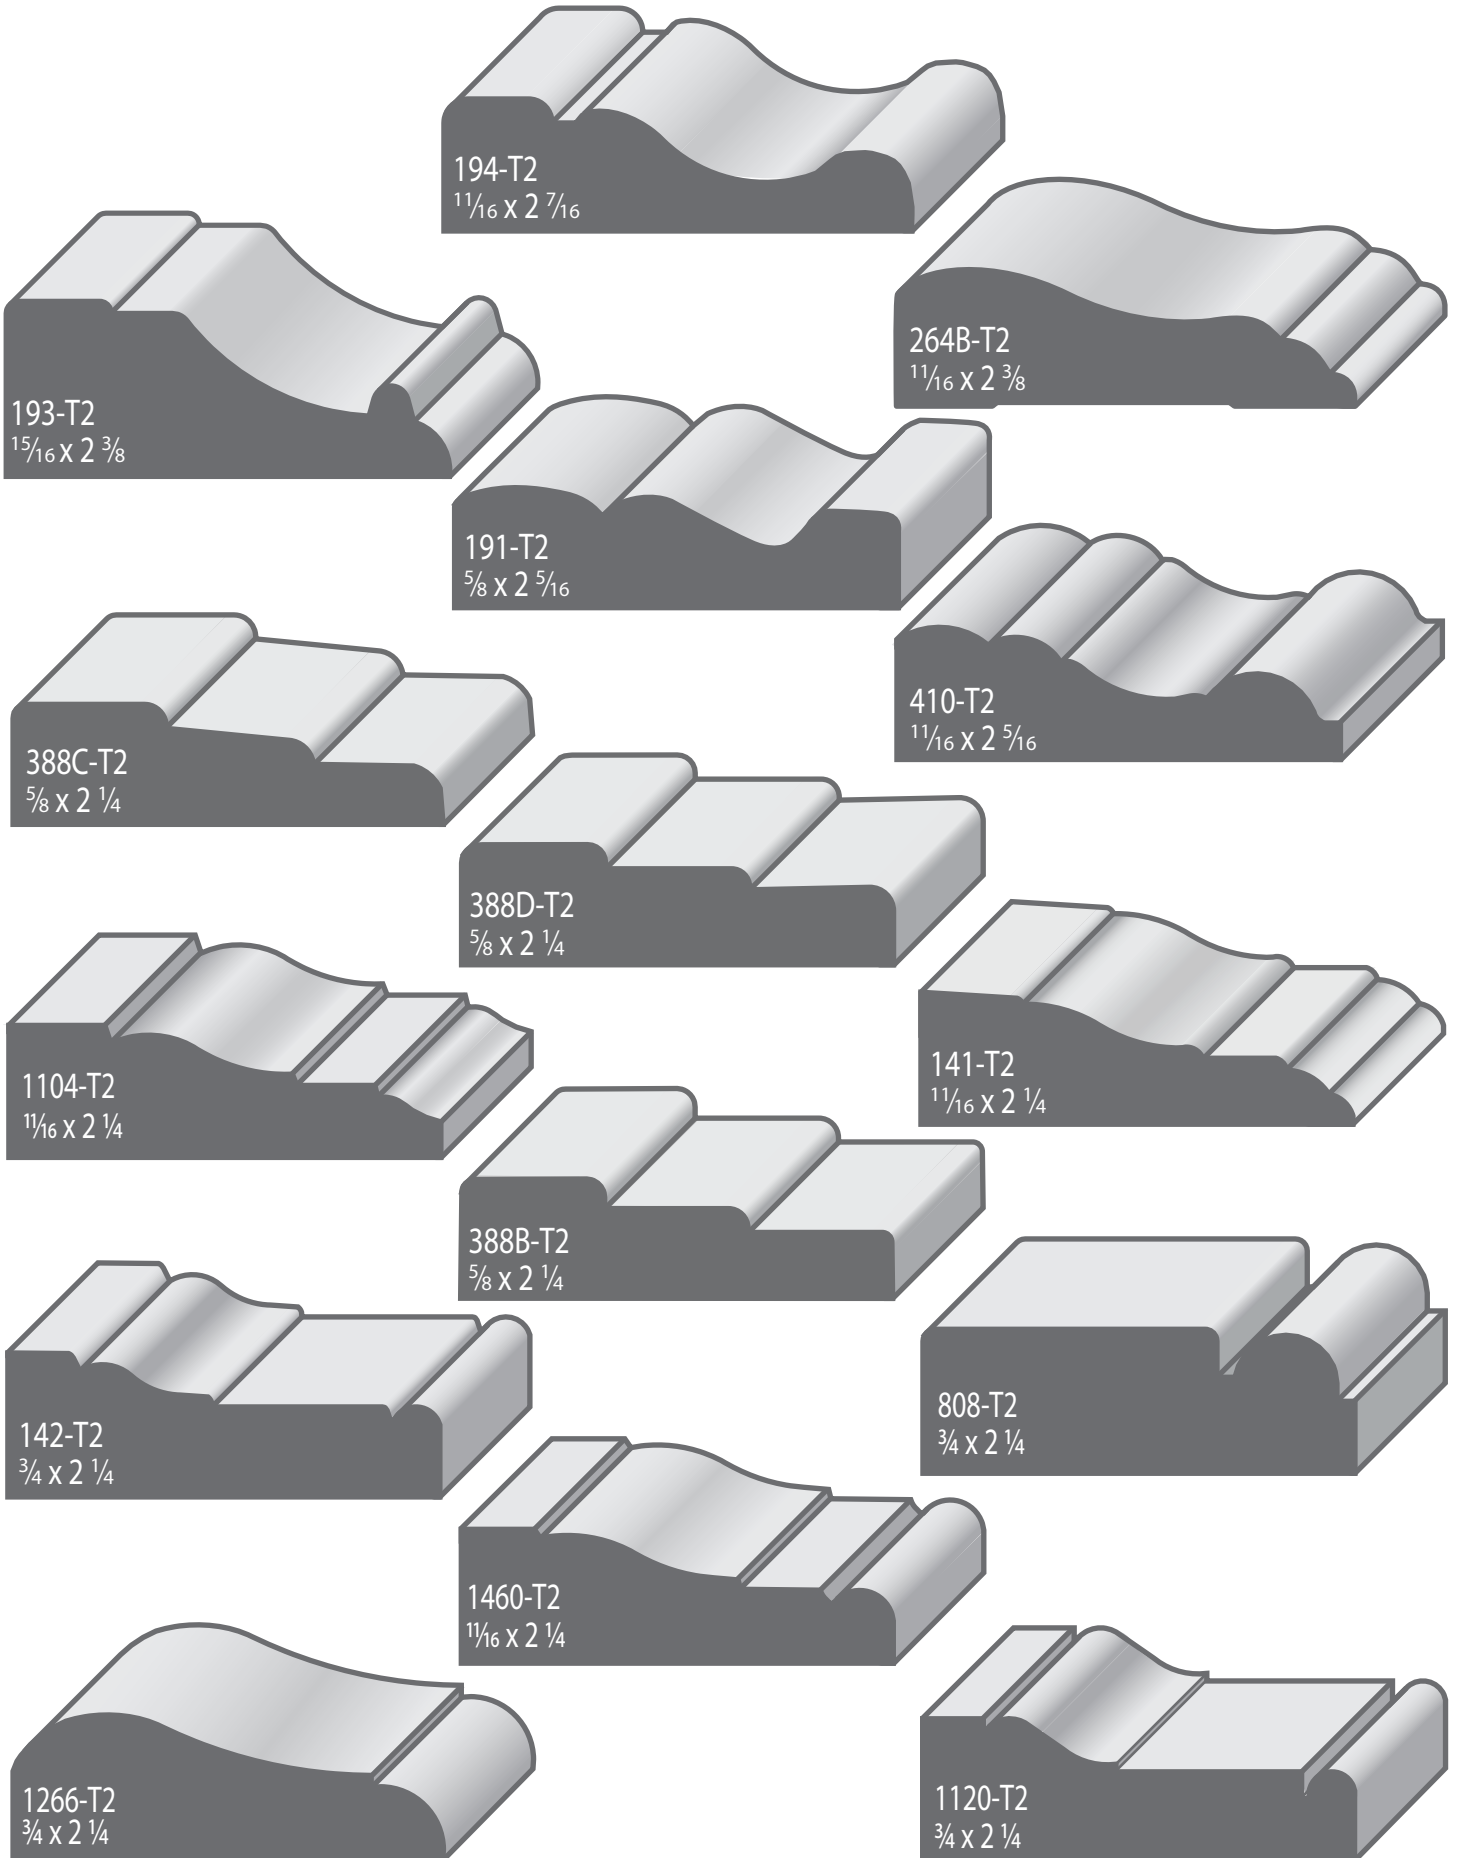 194-T2
11/16 x 2 7/16
264B-T2
11/16 x 2 3/8
193-T2
15/16 x 2 3/8
191-T2
5/8 x 2 5/16
410-T2
11/16 x 2 5/16
388C-T2
5/8 x 2 1/4
388D-T2
5/8 x 2 1/4
141-T2
11/16 x 2 1/4
1104-T2
11/16 x 2 1/4
388B-T2
5/8 x 2 1/4
808-T2
3/4 x 2 1/4
142-T2
3/4 x 2 1/4
1460-T2
11/16 x 2 1/4
1266-T2
3/4 x 2 1/4
1120-T2
3/4 x 2 1/4